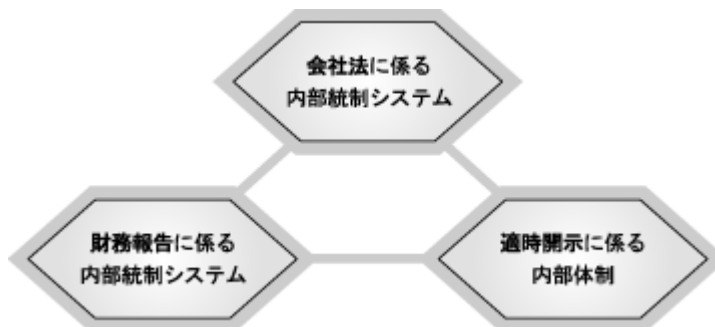 会社法に係る
内部統制システム
財務報告に係る
内部統制システム
適時開示に係る
内部体制